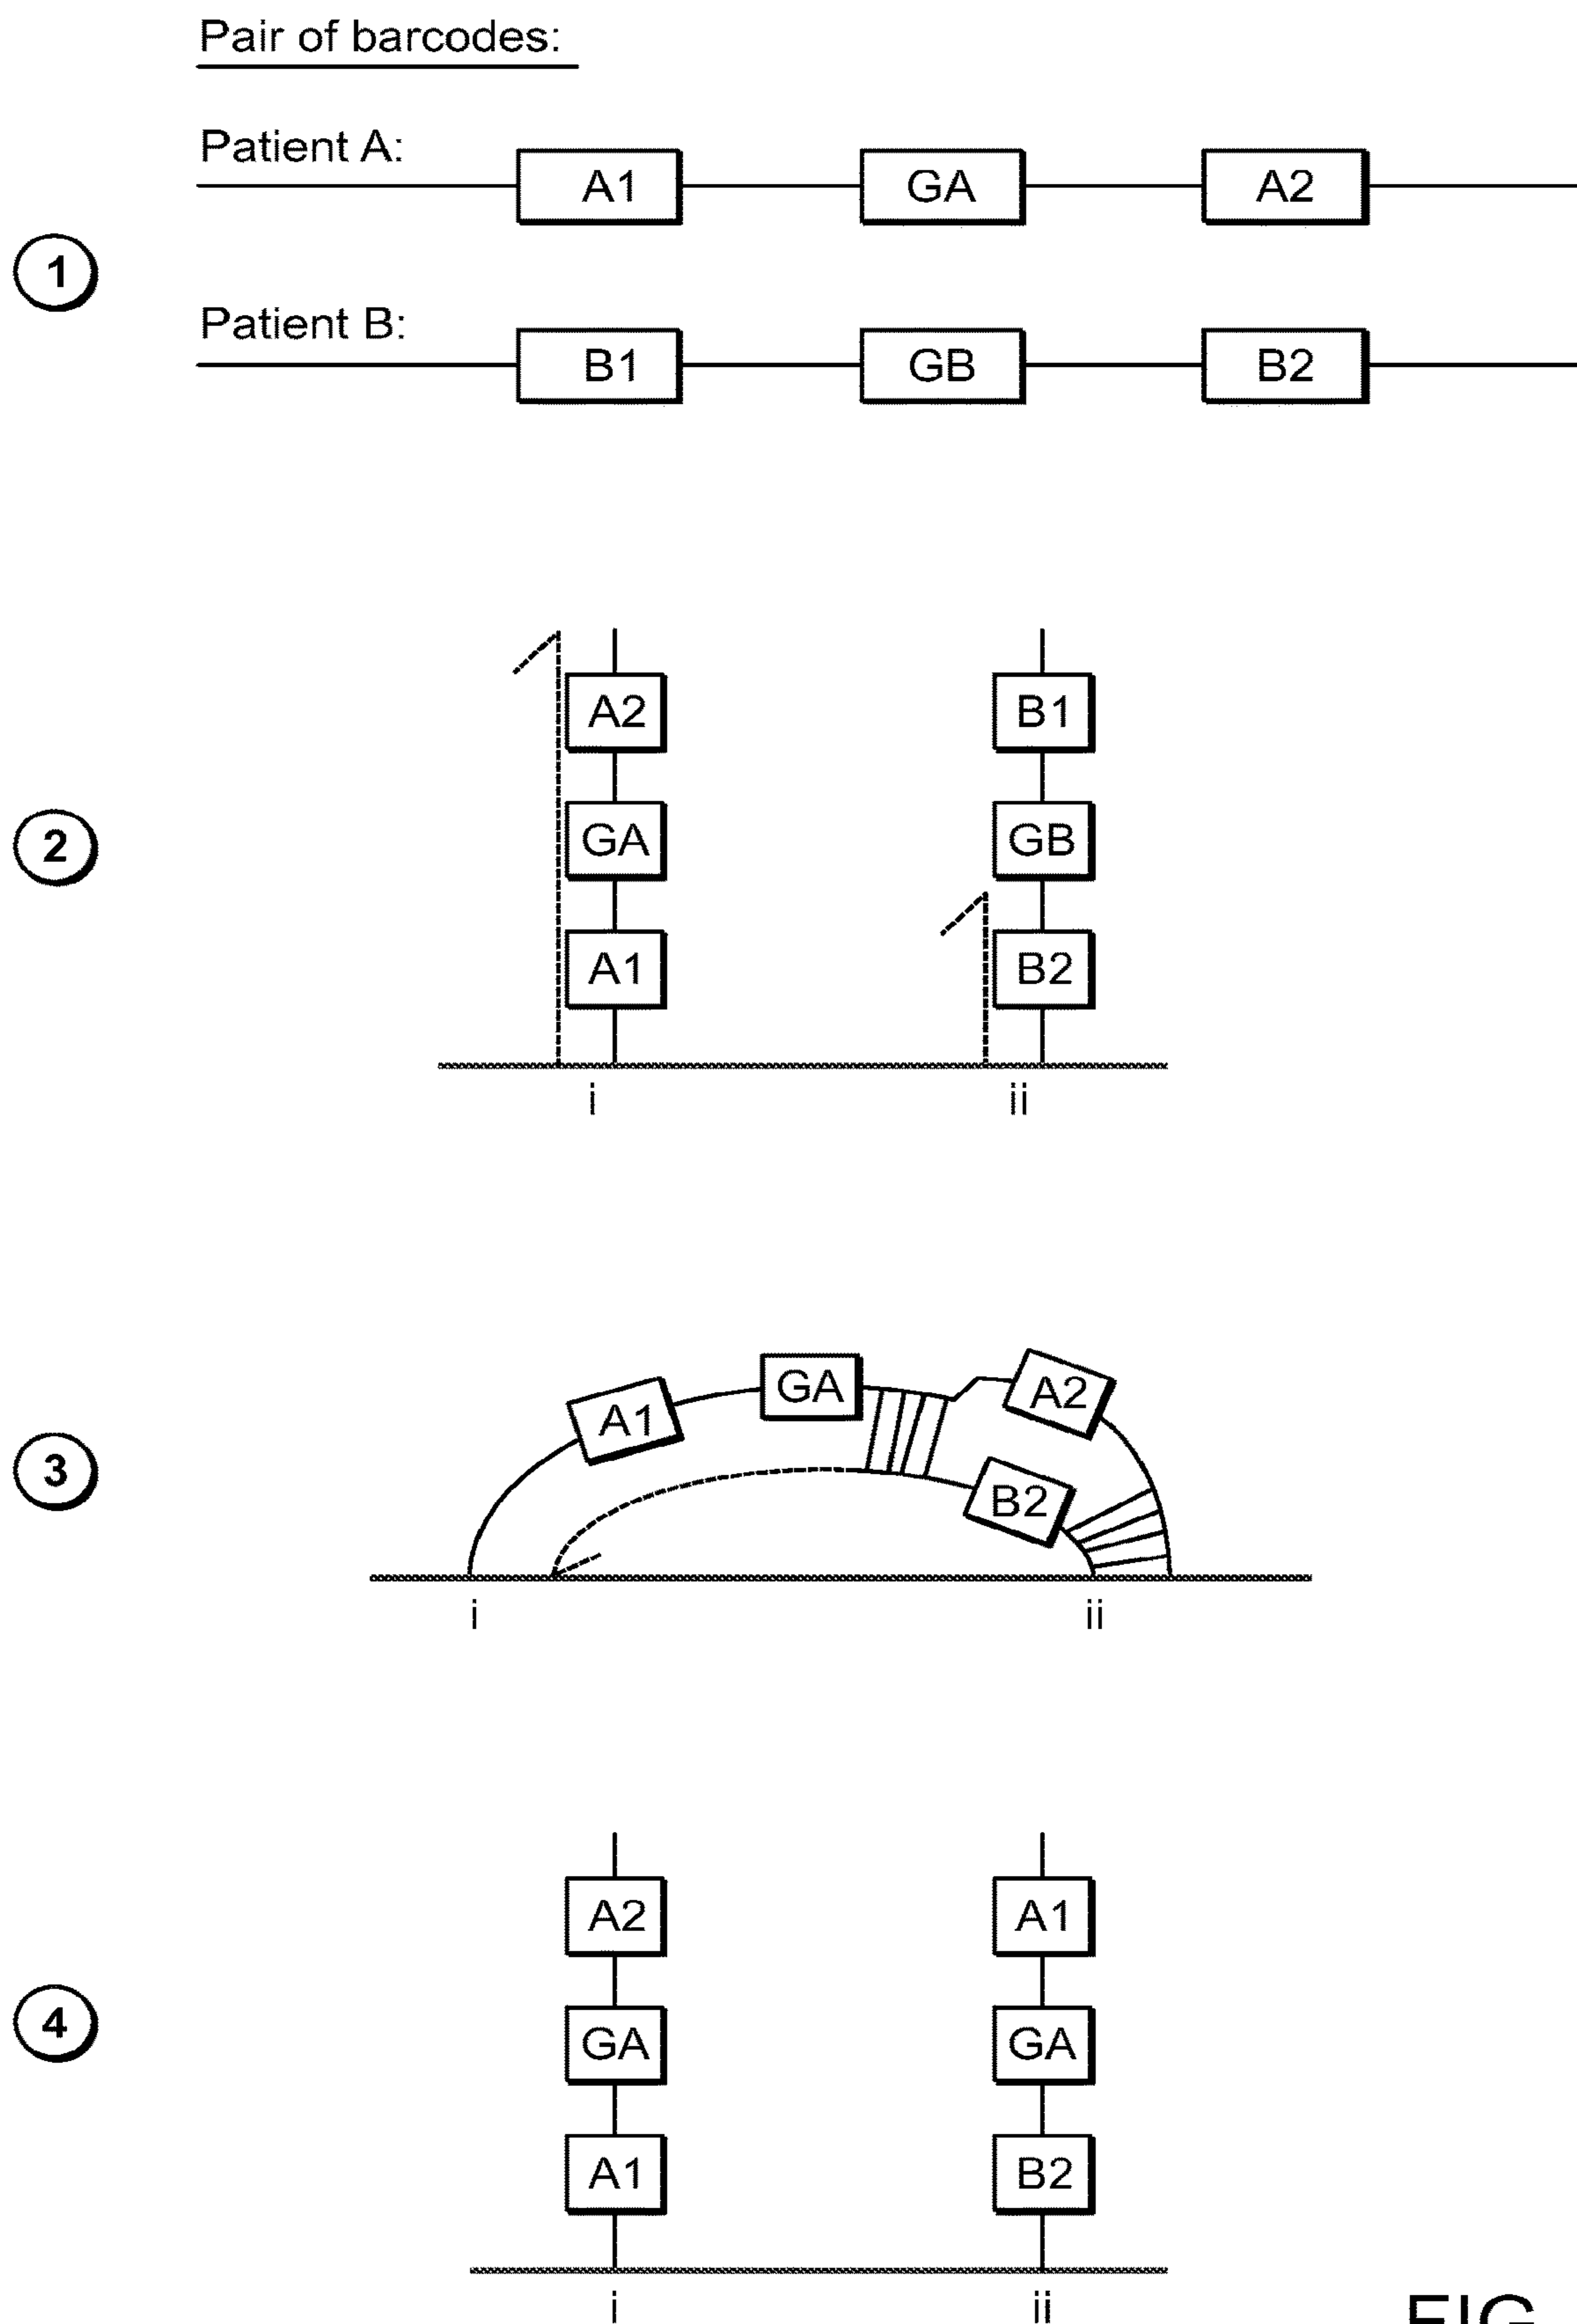 Pair of barcodes:
Patient A:
A1 GA A2
1
Patient B:
B1 GB B2
A2 B1
2
GA GB
A1 B2
i ii
GA A2
A1
3
B2
i ii
A2 A1
4
GA GA
A1 B2
i ii
FIG